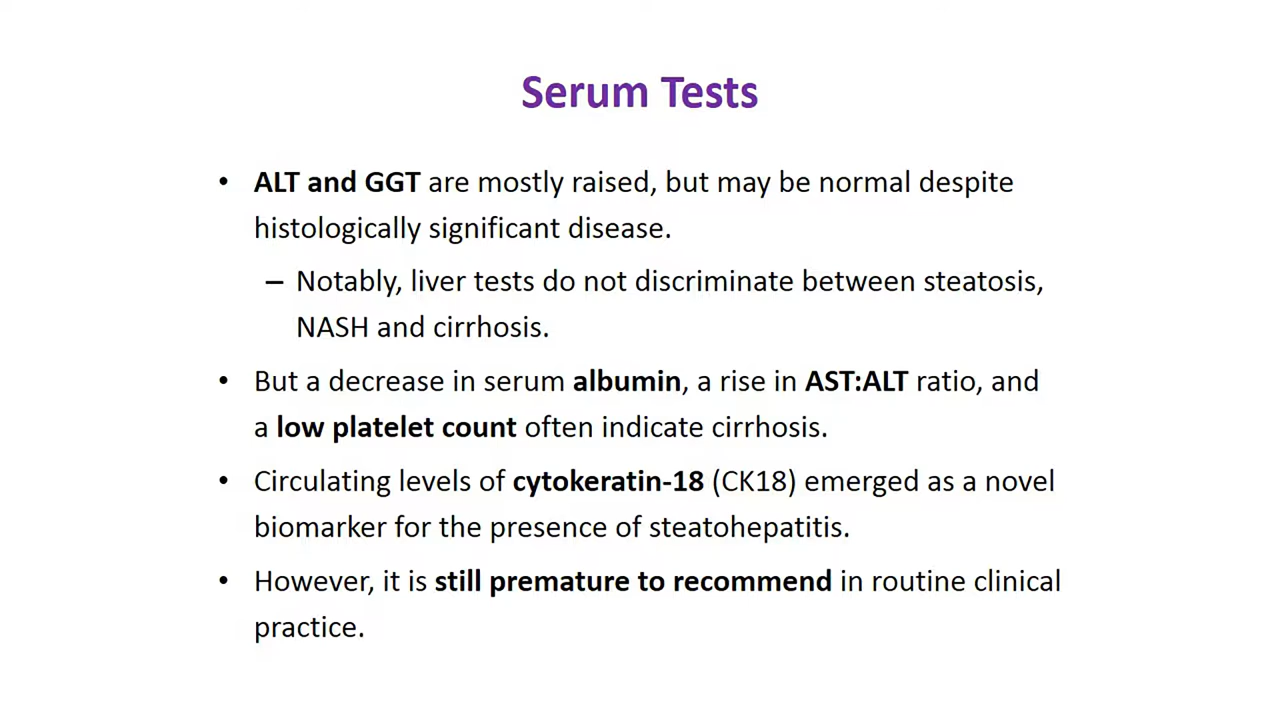 Serum Tests
• ALT and GGT are mostly raised, but may be normal despite
histologically significant disease.
– Notably, liver tests do not discriminate between steatosis,
NASH and cirrhosis.
• But a decrease in serum albumin, a rise in AST:ALT ratio, and
a low platelet count often indicate cirrhosis.
• Circulating levels of cytokeratin-18 (CK18) emerged as a novel
biomarker for the presence of steatohepatitis.
• However, it is still premature to recommend in routine clinical
practice.